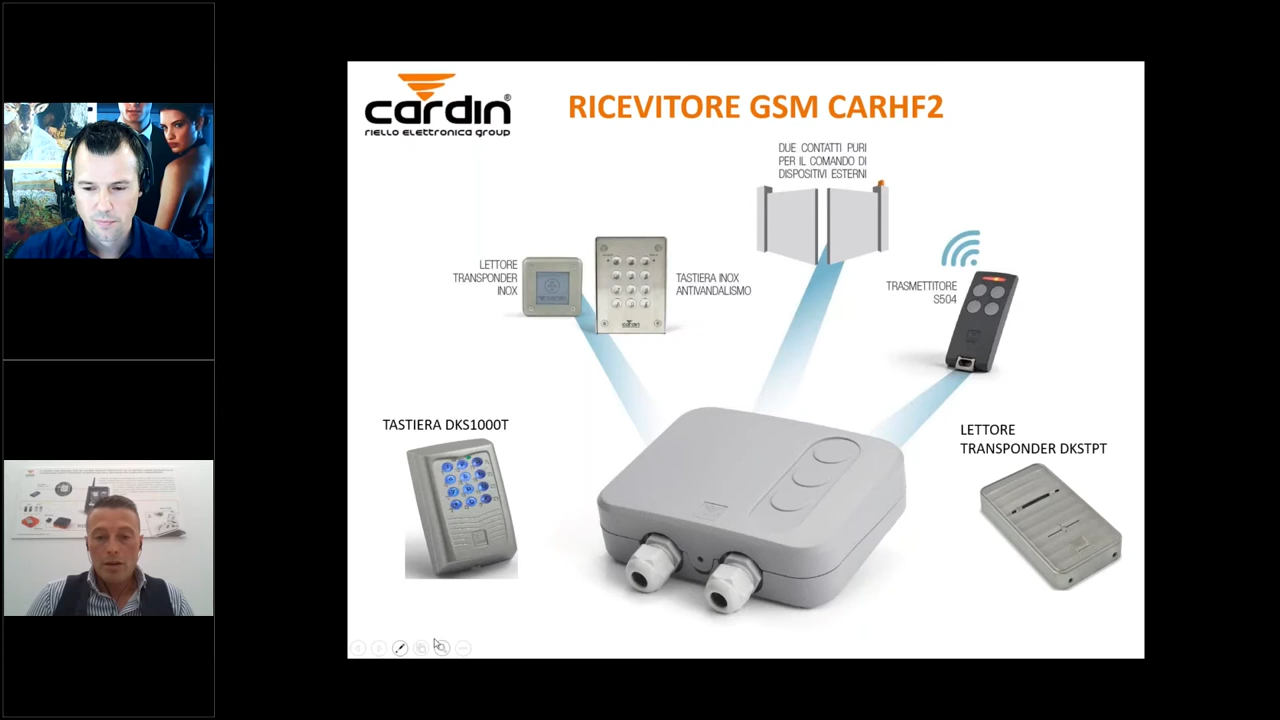 cardin®
riello elettronica group
RICEVITORE GSM CARHF2
DUE CONTATTI PURI
PER IL COMANDO DI
DISPOSITIVI ESTERNI
LETTORE
TRANSPONDER
INOX
TASTIERA INOX
ANTIVANDALISMO
TRASMETTITORE
S504
cardin
TASTIERA DKS1000T
LETTORE
TRANSPONDER DKSTPT